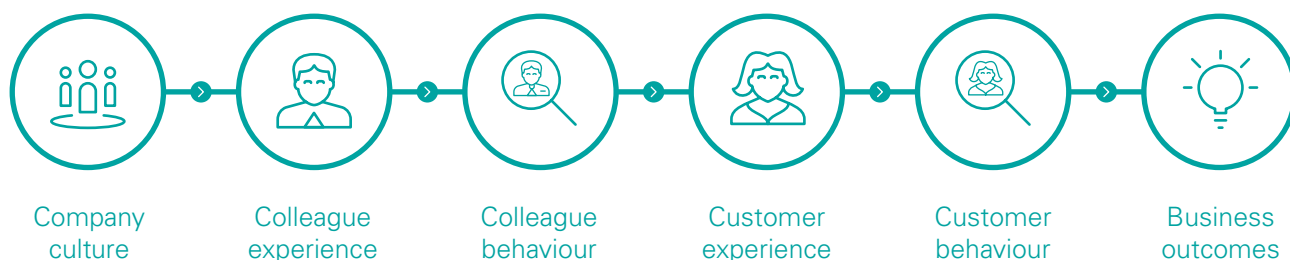 Company
culture
Colleague
experience
Colleague
behaviour
Customer
experience
Customer
behaviour
Business
outcomes